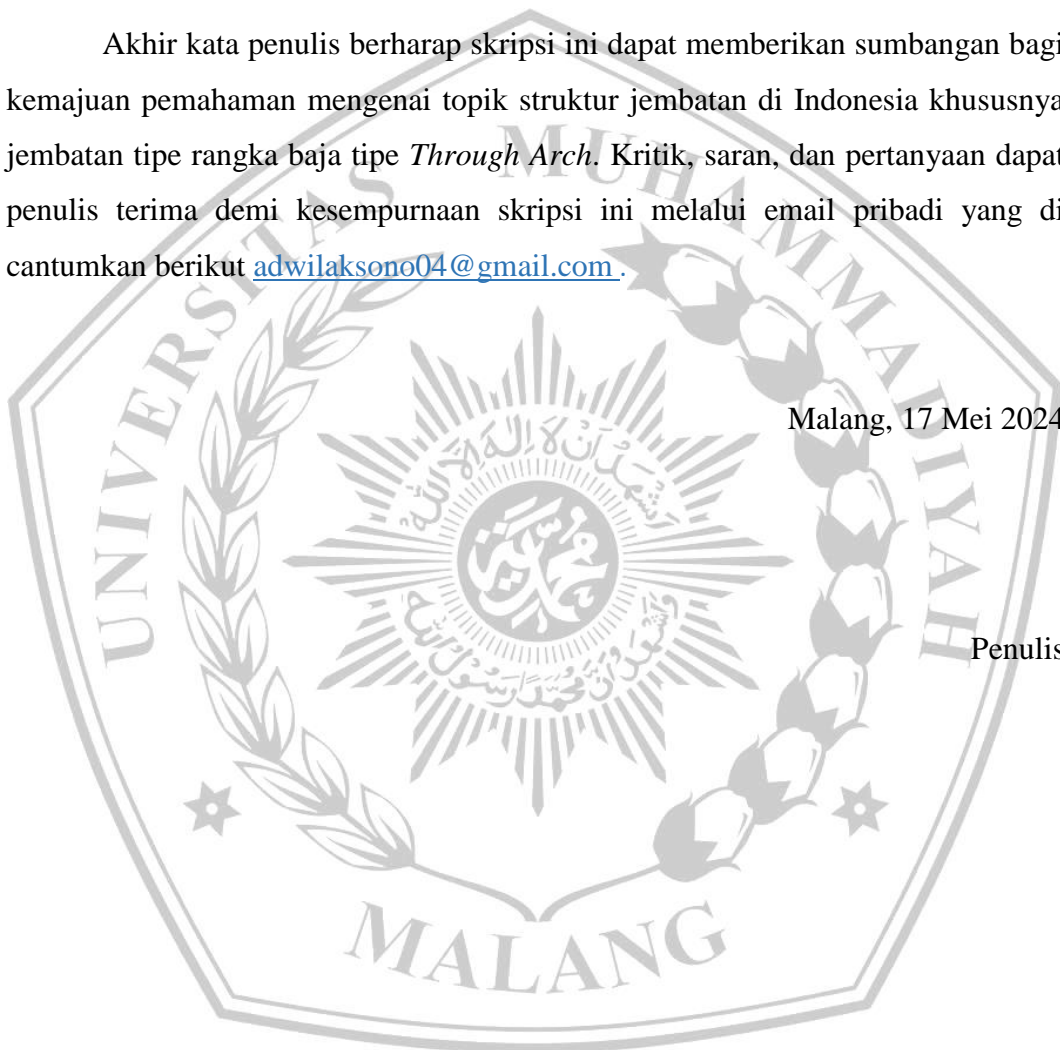 Akhir kata penulis berharap skripsi ini dapat memberikan sumbangan bagi
kemajuan pemahaman mengenai topik struktur jembatan di Indonesia khususnya
jembatan tipe rangka baja tipe Through Arch. Kritik, saran, dan pertanyaan dapat
penulis terima demi kesempurnaan skripsi ini melalui email pribadi yang di
cantumkan berikut adwilaksono04@gmail.com .
UNIVERSITAS MUHAMMADIYAH
Malang, 17 Mei 2024
Penulis
MALANG